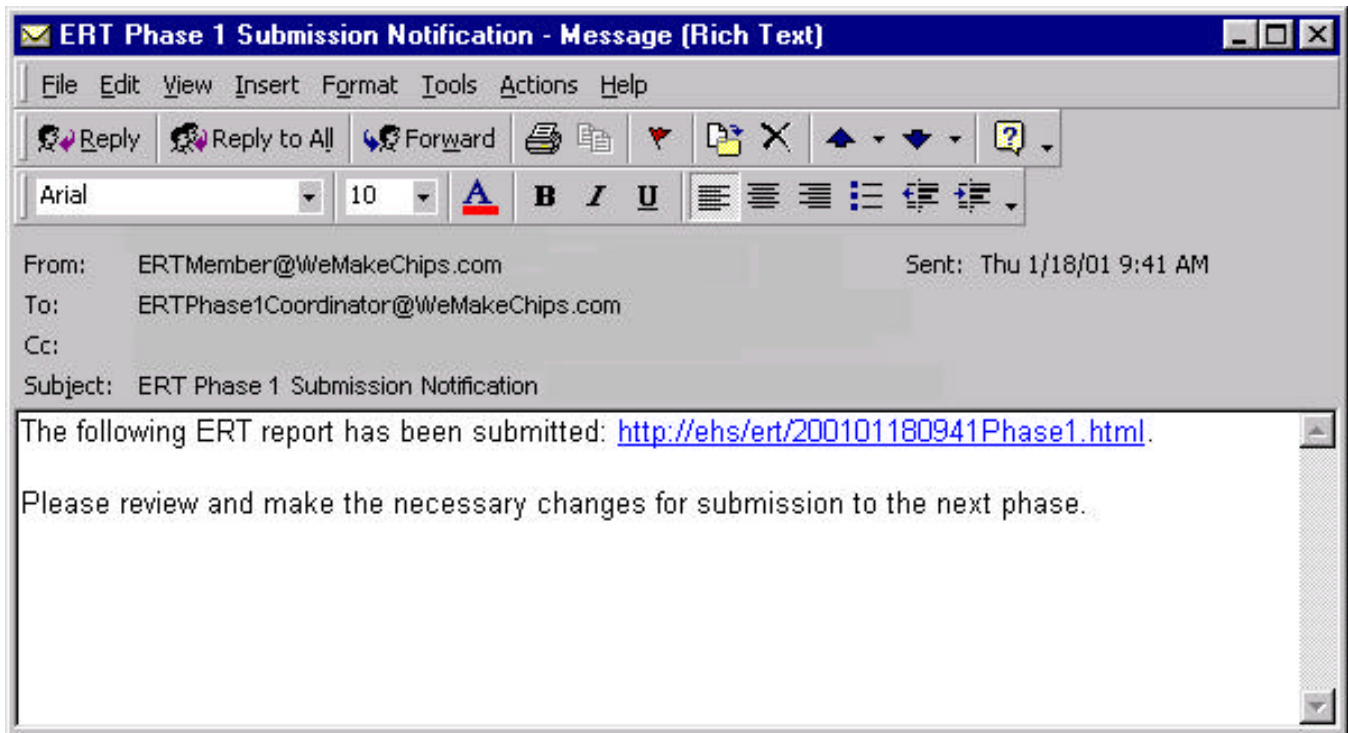 ERT Phase 1 Submission Notification - Message (Rich Text)
File Edit View Insert Format Tools Actions Help
Reply Reply to All Forward
Arial 10 A B I U
From: ERTMember@WeMakeChips.com Sent: Thu 1/18/01 9:41 AM
To: ERTPhase1Coordinator@WeMakeChips.com
Cc:
Subject: ERT Phase 1 Submission Notification
The following ERT report has been submitted: http://ehs/ert/200101180941Phase1.html.
Please review and make the necessary changes for submission to the next phase.